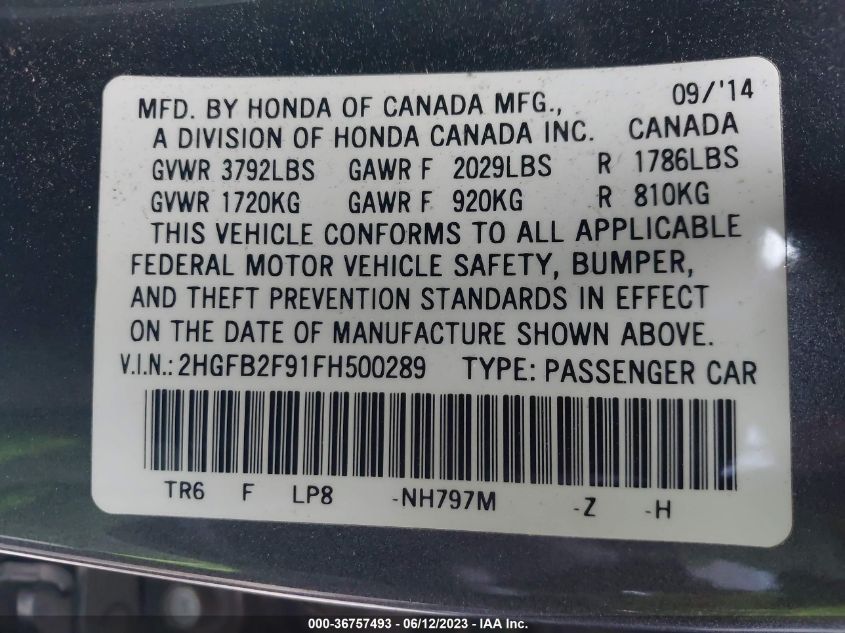 MFD. BY HONDA OF CANADA MFG., 09/'14
A DIVISION OF HONDA CANADA INC. CANADA
GVWR 3792LBS GAWR F 2029LBS R 1786LBS
GVWR 1720KG GAWR F 920KG R 810KG
THIS VEHICLE CONFORMS TO ALL APPLICABLE
FEDERAL MOTOR VEHICLE SAFETY, BUMPER,
AND THEFT PREVENTION STANDARDS IN EFFECT
ON THE DATE OF MANUFACTURE SHOWN ABOVE.
V.I.N.: 2HGFB2F91FH500289 TYPE: PASSENGER CAR
TR6 F LP8 -NH797M -Z -H
000-36757493 - 06/12/2023 - IAA Inc.